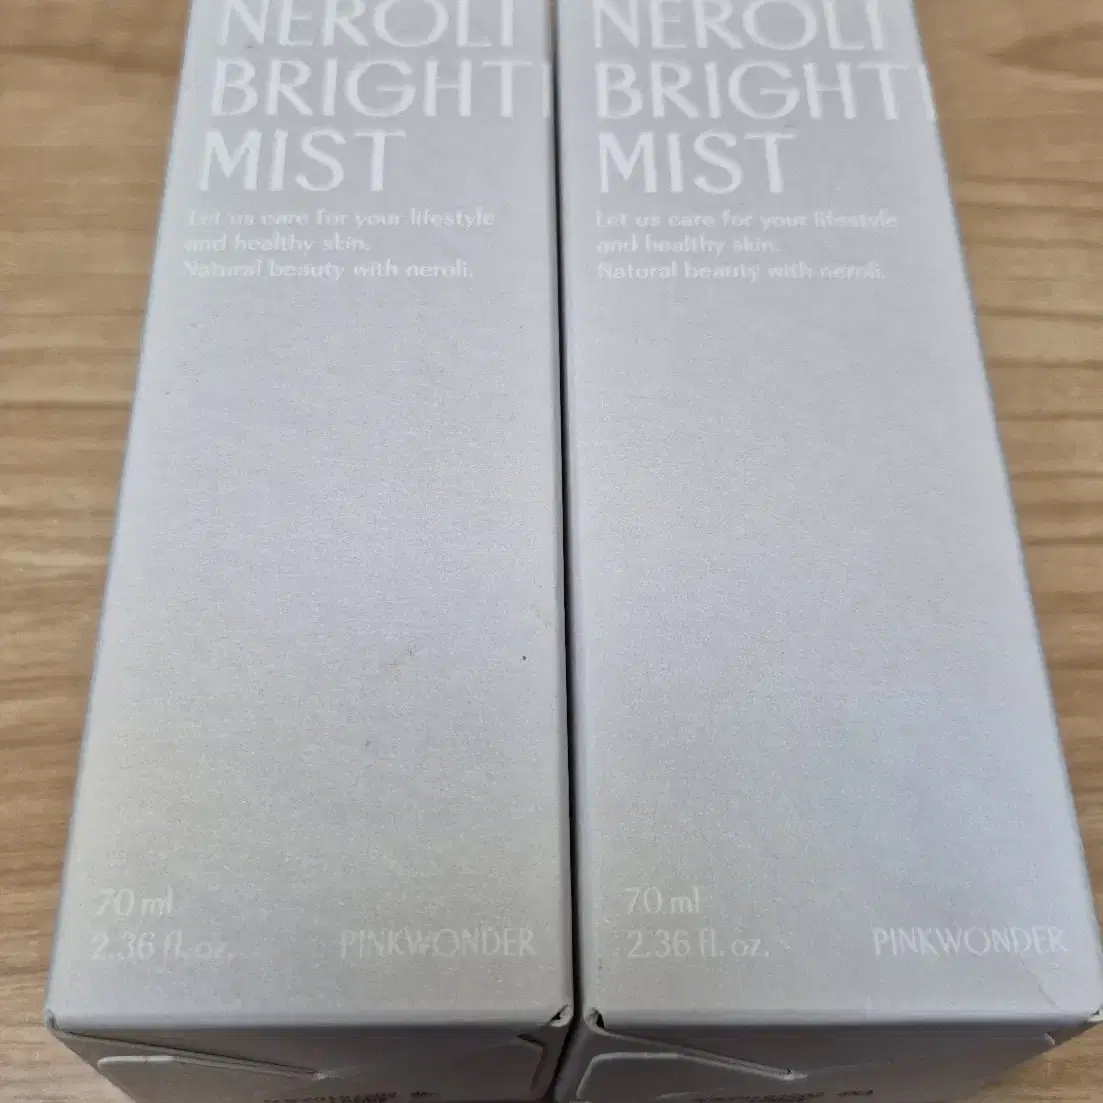 NEROLI
BRIGHTI
MIST
Let us care for your lifestyle
and healthy skin.
Natural beauty with neroli.
70 ml
2.36 fl. oz.
PINKWONDER
NEROLI
BRIGHTI
MIST
Let us care for your lifestyle
and healthy skin.
Natural beauty with neroli.
70 ml
2.36 fl. oz.
PINKWONDER